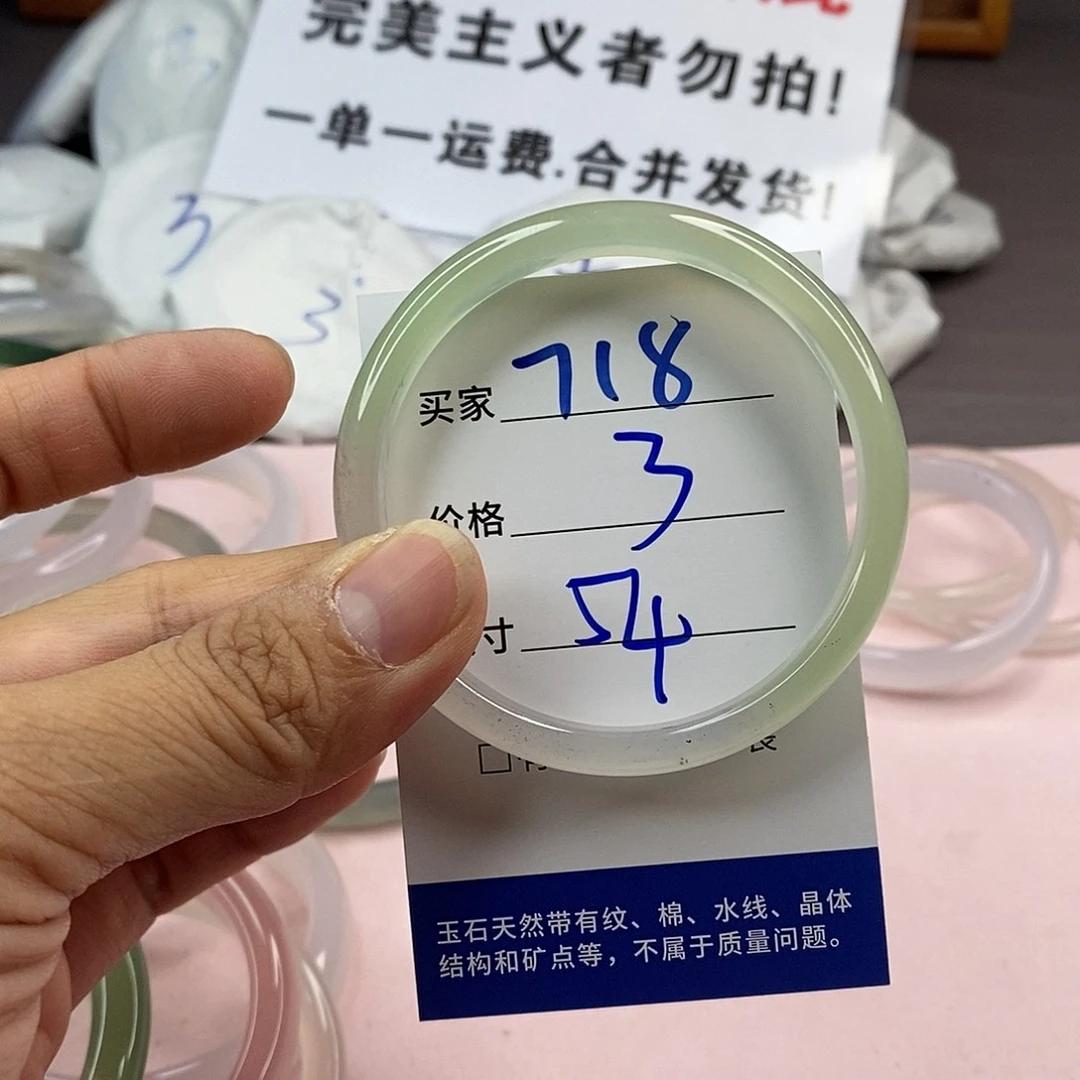 完美主义者勿拍!
一单一运费.合并发货!
3
3
买家 718
价格 3
寸 54
□
玉石天然带有纹、棉、水线、晶体
结构和矿点等，不属于质量问题。